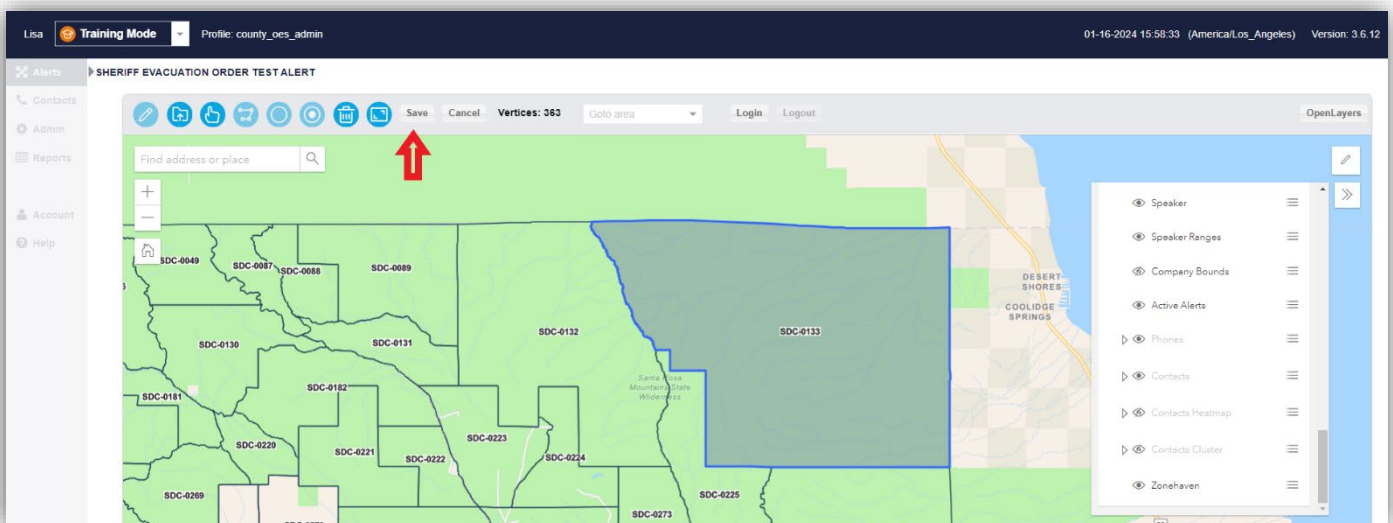 Lisa Training Mode Profile: county_oes_admin 01-16-2024 15:58:33 (America/Los_Angeles) Version: 3.6.12
Alerts
SHERIFF EVACUATION ORDER TEST ALERT
Contacts
Admin
Reports
Account
Help
Save Cancel Vertices: 363 Goto area Login Logout OpenLayers
Find address or place
SDC-0049
SDC-0087
SDC-0088
SDC-0089
SDC-0132
SDC-0133
SDC-0130
SDC-0131
SDC-0182
SDC-0181
Santa Rosa
Mountains State
Wilderness
SDC-0220
SDC-0221
SDC-0222
SDC-0223
SDC-0224
SDC-0269
SDC-0225
SDC-0273
DESERT
SHORES
COOLIDGE
SPRINGS
Speaker
Speaker Ranges
Company Bounds
Active Alerts
Phones
Contacts
Contacts Heatmap
Contacts Cluster
Zonehaven